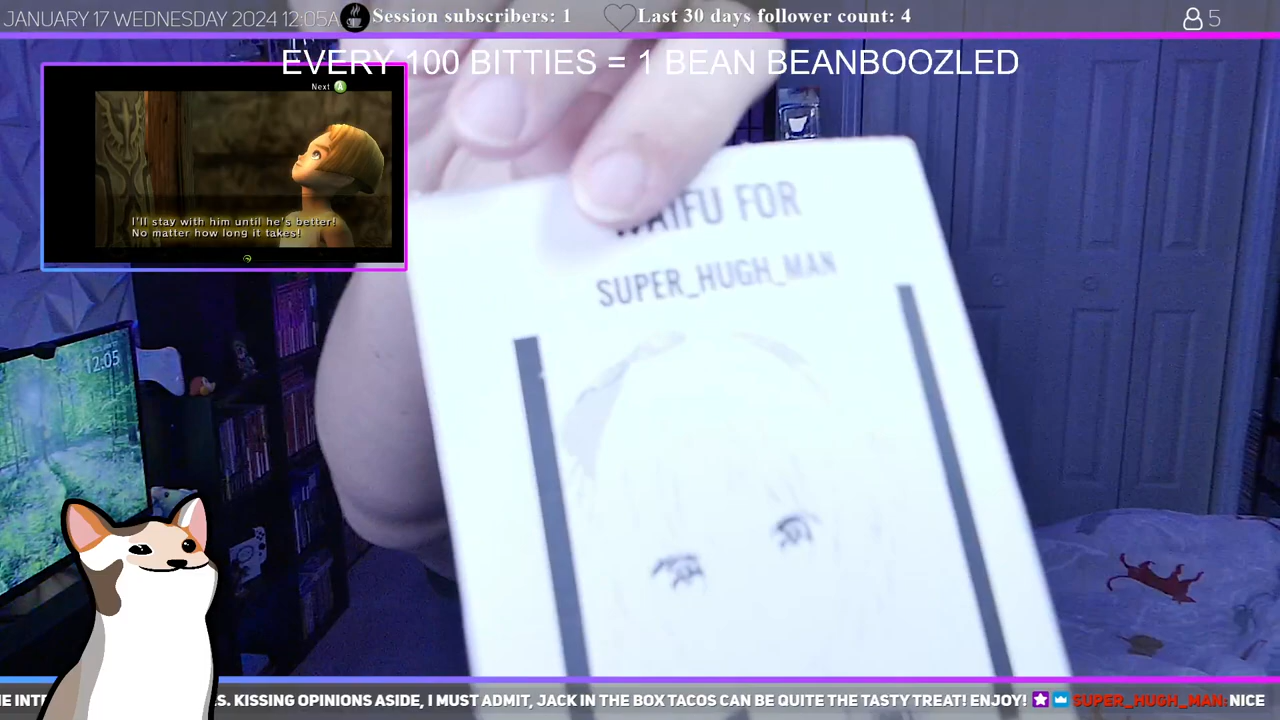 JANUARY 17 WEDNESDAY 2024 12:05A
Session subscribers: 1
Last 30 days follower count: 4
5
EVERY 100 BITTIES = 1 BEAN BEANBOOZLED
Next A
I'll stay with him until he's better!
No matter how long it takes!
WAIFU FOR
SUPER_HUGH_MAN
12:05
S. KISSING OPINIONS ASIDE, I MUST ADMIT, JACK IN THE BOX TACOS CAN BE QUITE THE TASTY TREAT! ENJOY! SUPER_HUGH_MAN: NICE